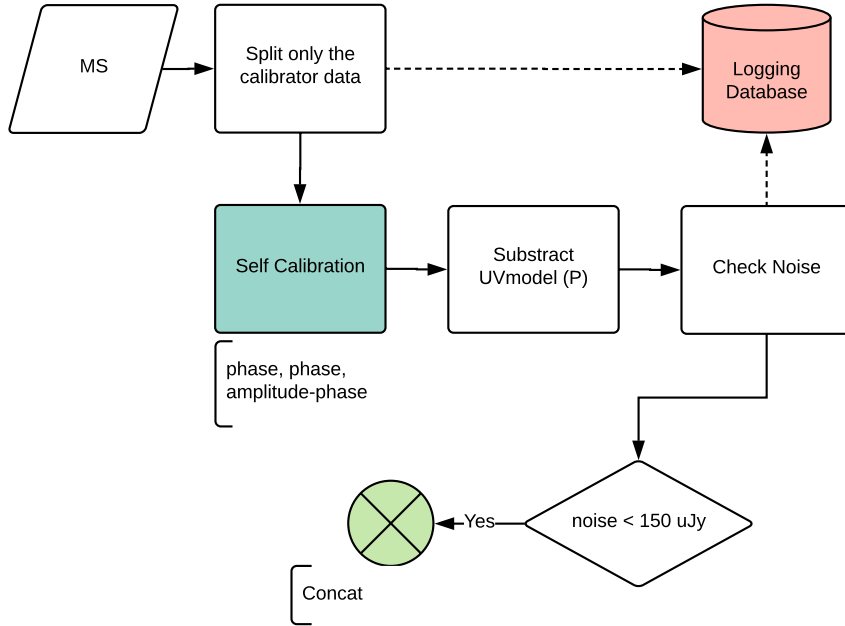 MS
Split only the
calibrator data
Logging
Database
Self Calibration
Substract
UVmodel (P)
Check Noise
phase, phase,
amplitude-phase
Yes
noise < 150 uJy
Concat